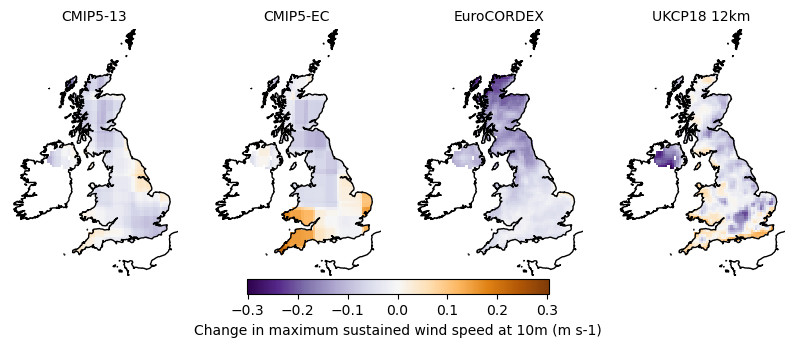 CMIP5-13 CMIP5-EC EuroCORDEX UKCP18 12km
−0.3 −0.2 −0.1 0.0 0.1 0.2 0.3
Change in maximum sustained wind speed at 10m (m s-1)